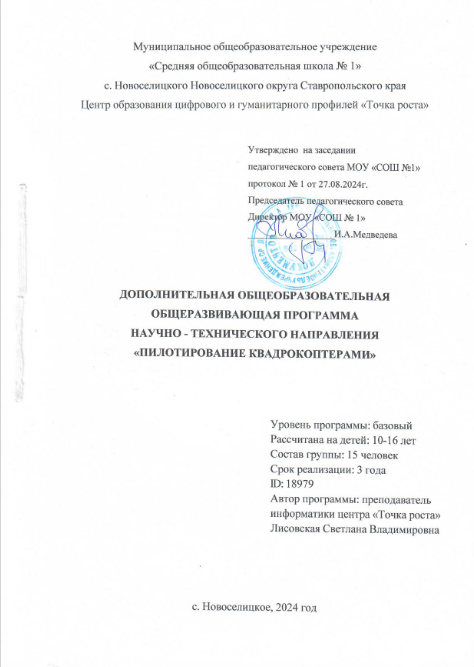 Муниципальное общеобразовательное учреждение
«Средняя общеобразовательная школа № 1»
с. Новоселицкого Новоселицкого округа Ставропольского края
Центр образования цифрового и гуманитарного профилей «Точка роста»
Утверждено на заседании
педагогического совета МОУ «СОШ №1»
протокол № 1 от 27.08.2024г.
Председатель педагогического совета
Директор МОУ «СОШ № 1»
И.А.Медведева
ДОПОЛНИТЕЛЬНАЯ ОБЩЕОБРАЗОВАТЕЛЬНАЯ
ОБЩЕРАЗВИВАЮЩАЯ ПРОГРАММА
НАУЧНО - ТЕХНИЧЕСКОГО НАПРАВЛЕНИЯ
«ПИЛОТИРОВАНИЕ КВАДРОКОПТЕРАМИ»
Уровень программы: базовый
Рассчитана на детей: 10-16 лет
Состав группы: 15 человек
Срок реализации: 3 года
ID: 18979
Автор программы: преподаватель
информатики центра «Точка роста»
Лисовская Светлана Владимировна
с. Новоселицкое, 2024 год